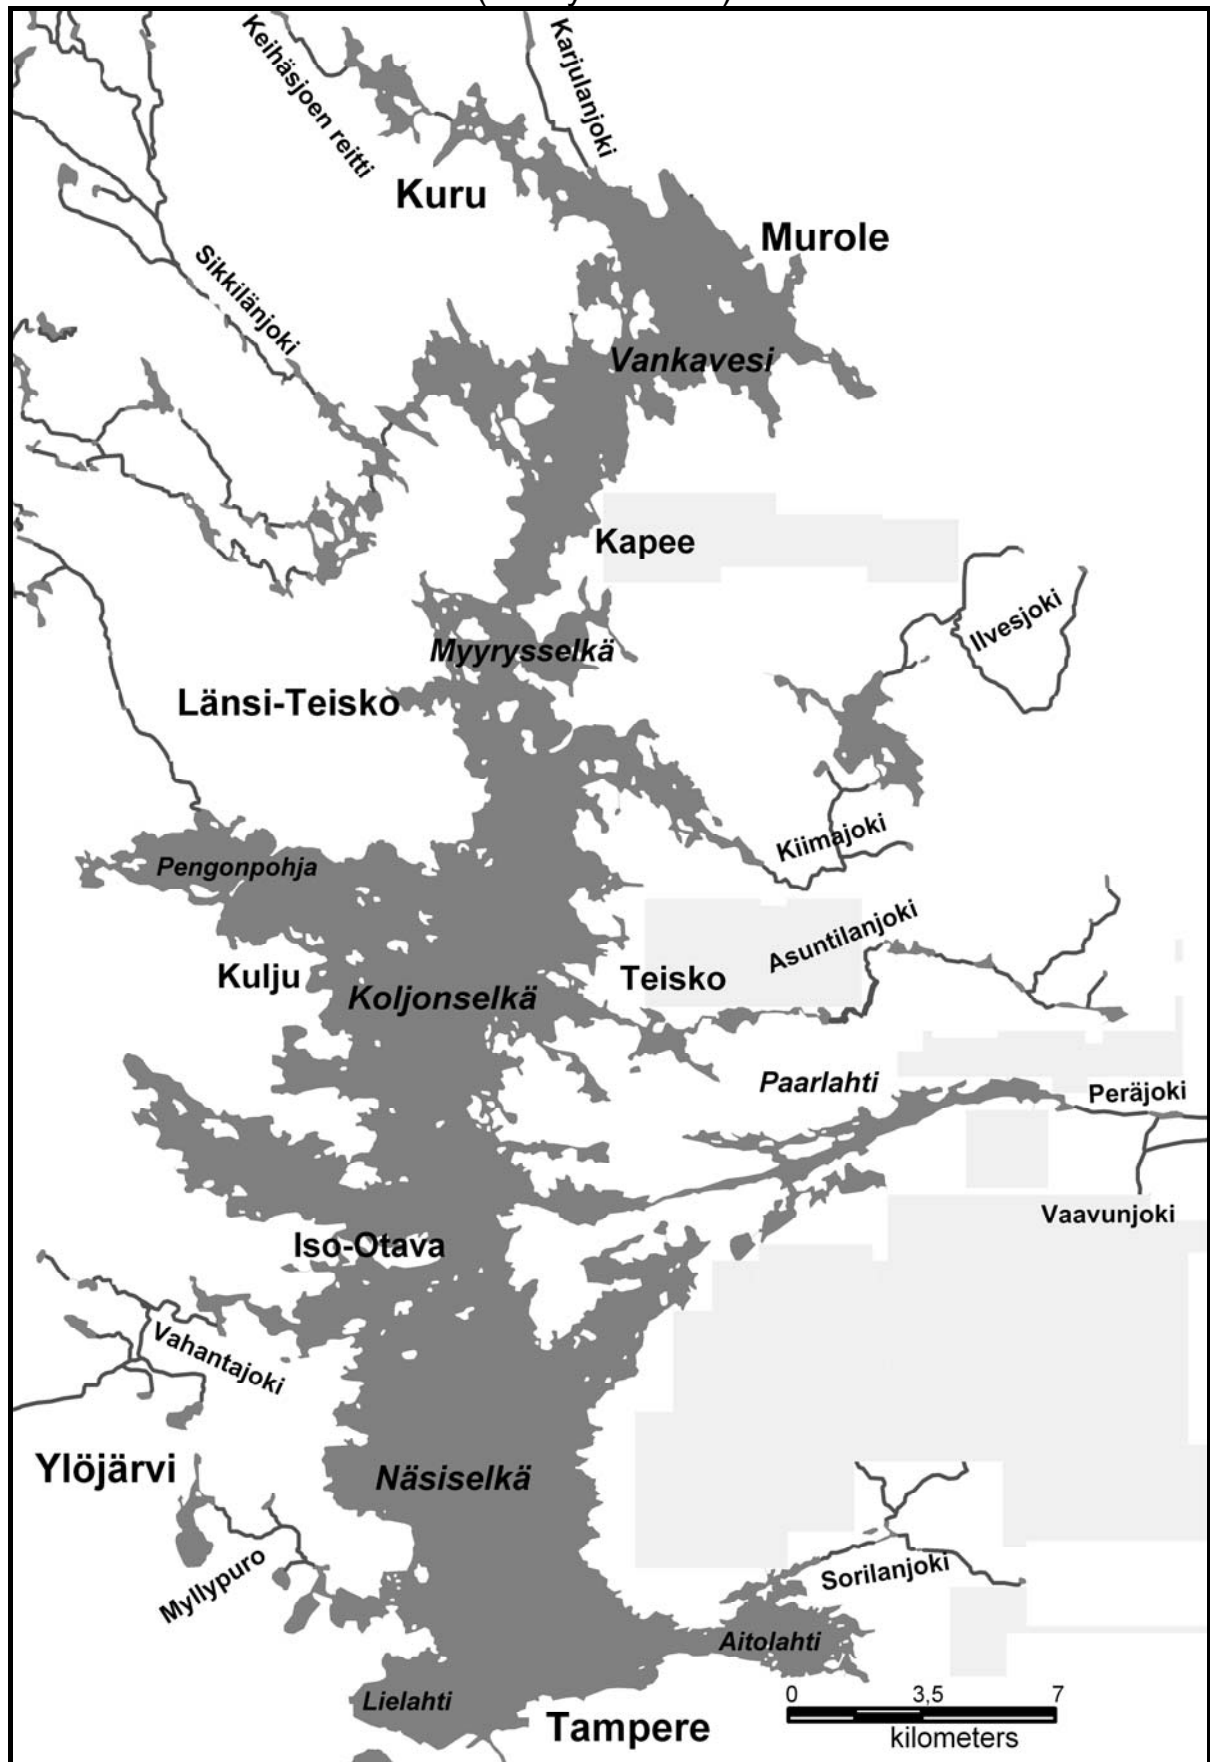 Keihäsjoen reitti
Karjulanjoki
Kuru
Murole
Sikkilänjoki
Vankavesi
Kapee
Ilvesjoki
Myyrysselkä
Länsi-Teisko
Kiimajoki
Pengonpohja
Asuntilanjoki
Kulju
Teisko
Koljonselkä
Paarlahti
Peräjoki
Vaavunjoki
Iso-Otava
Vahantajoki
Ylöjärvi
Näsiselkä
Myllypuro
Sorilanjoki
Aitolahti
Lielahti
Tampere
0 3,5 7
kilometers